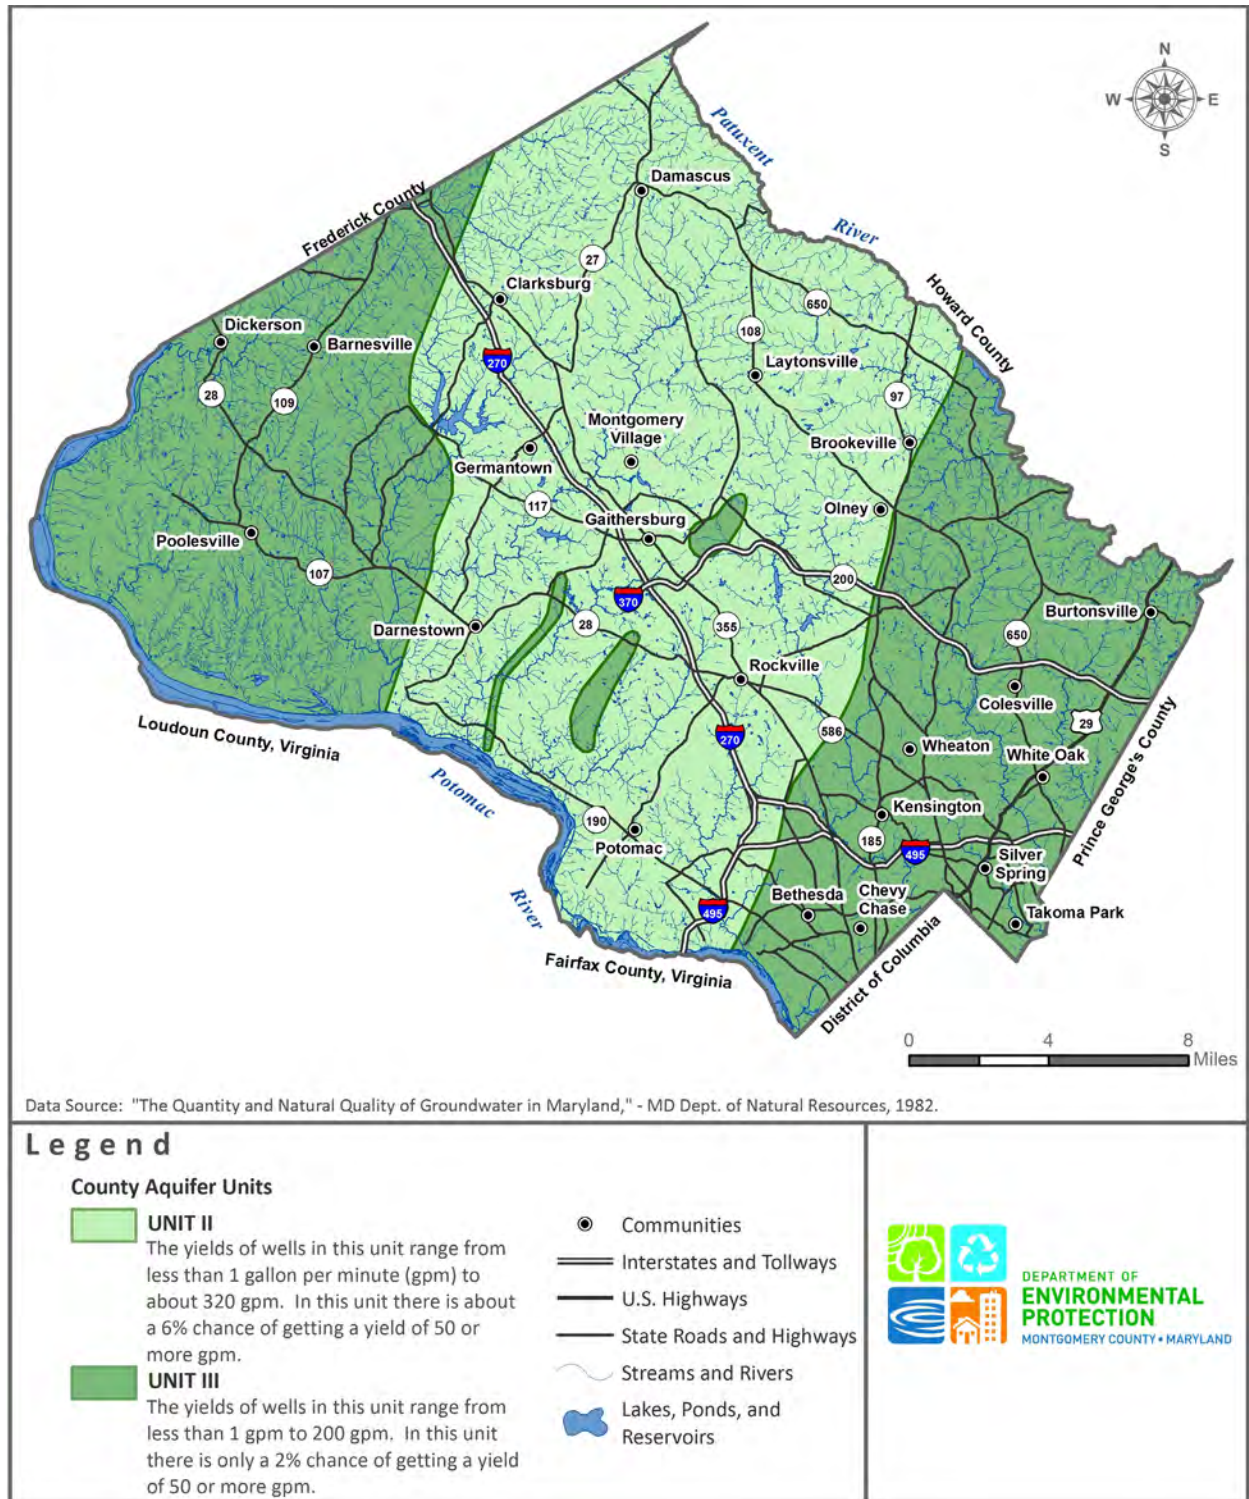 N
W
E
S
Patuxent
River
Damascus
Frederick County
27
Clarksburg
650
Howard County
Dickerson
Barnesville
108
270
Laytonsville
28
109
97
Montgomery
Village
Brookeville
Germantown
117
Olney
Gaithersburg
Poolesville
107
200
370
Burtonsville
Darnestown
28
355
650
Rockville
Colesville
Loudoun County, Virginia
29
270
586
Wheaton
White Oak
Prince George's County
Potomac
River
190
Potomac
Kensington
185
495
Silver
Spring
Bethesda
Chevy
Chase
495
Takoma Park
District of Columbia
Fairfax County, Virginia
0 4 8
Miles
Data Source: "The Quantity and Natural Quality of Groundwater in Maryland," - MD Dept. of Natural Resources, 1982.
Legend
County Aquifer Units
UNIT II
The yields of wells in this unit range from
less than 1 gallon per minute (gpm) to
about 320 gpm. In this unit there is about
a 6% chance of getting a yield of 50 or
more gpm.
UNIT III
The yields of wells in this unit range from
less than 1 gpm to 200 gpm. In this unit
there is only a 2% chance of getting a yield
of 50 or more gpm.
Communities
Interstates and Tollways
U.S. Highways
State Roads and Highways
Streams and Rivers
Lakes, Ponds, and
Reservoirs
DEPARTMENT OF
ENVIRONMENTAL
PROTECTION
MONTGOMERY COUNTY • MARYLAND